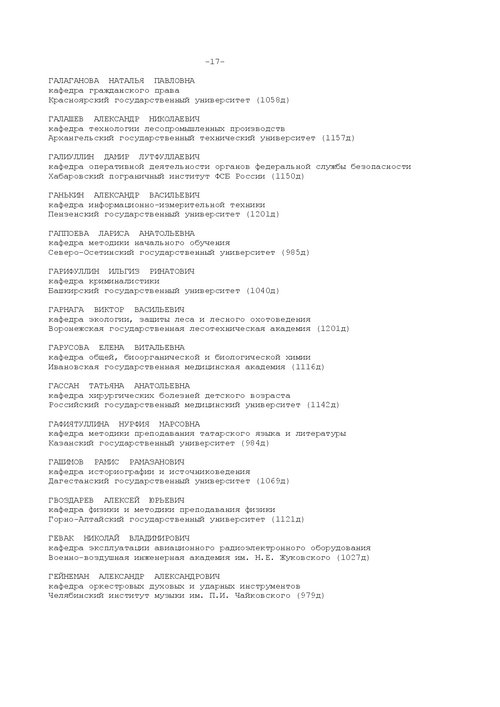 -17-
ГАЛАГАНОВА НАТАЛЬЯ ПАВЛОВНА
кафедра гражданского права
Красноярский государственный университет (1058д)
ГАЛАШЕВ АЛЕКСАНДР НИКОЛАЕВИЧ
кафедра технологии лесопромышленных производств
Архангельский государственный технический университет (1157д)
ГАЛИУЛЛИН ДАМИР ЛУТФУЛЛАЕВИЧ
кафедра оперативной деятельности органов федеральной службы безопасности
Хабаровский пограничный институт ФСБ России (1150д)
ГАНЬКИН АЛЕКСАНДР ВАСИЛЬЕВИЧ
кафедра информационно-измерительной техники
Пензенский государственный университет (1201д)
ГАППОЕВА ЛАРИСА АНАТОЛЬЕВНА
кафедра методики начального обучения
Северо-Осетинский государственный университет (985д)
ГАРИФУЛЛИН ИЛЬГИЗ РИНАТОВИЧ
кафедра криминалистики
Башкирский государственный университет (1040д)
ГАРНАГА ВИКТОР ВАСИЛЬЕВИЧ
кафедра экологии, защиты леса и лесного охотоведения
Воронежская государственная лесотехническая академия (1201д)
ГАРУСОВА ЕЛЕНА ВИТАЛЬЕВНА
кафедра общей, биоорганической и биологической химии
Ивановская государственная медицинская академия (1116д)
ГАССАН ТАТЬЯНА АНАТОЛЬЕВНА
кафедра хирургических болезней детского возраста
Российский государственный медицинский университет (1142д)
ГАФИЯТУЛЛИНА НУРФИЯ МАРСОВНА
кафедра методики преподавания татарского языка и литературы
Казанский государственный университет (984д)
ГАШИМОВ РАМИС РАМАЗАНОВИЧ
кафедра историографии и источниковедения
Дагестанский государственный университет (1069д)
ГВОЗДАРЕВ АЛЕКСЕЙ ЮРЬЕВИЧ
кафедра физики и методики преподавания физики
Горно-Алтайский государственный университет (1121д)
ГЕВАК НИКОЛАЙ ВЛАДИМИРОВИЧ
кафедра эксплуатации авиационного радиоэлектронного оборудования
Военно-воздушная инженерная академия им. Н.Е. Жуковского (1027д)
ГЕЙНЕМАН АЛЕКСАНДР АЛЕКСАНДРОВИЧ
кафедра оркестровых духовых и ударных инструментов
Челябинский институт музыки им. П.И. Чайковского (979д)